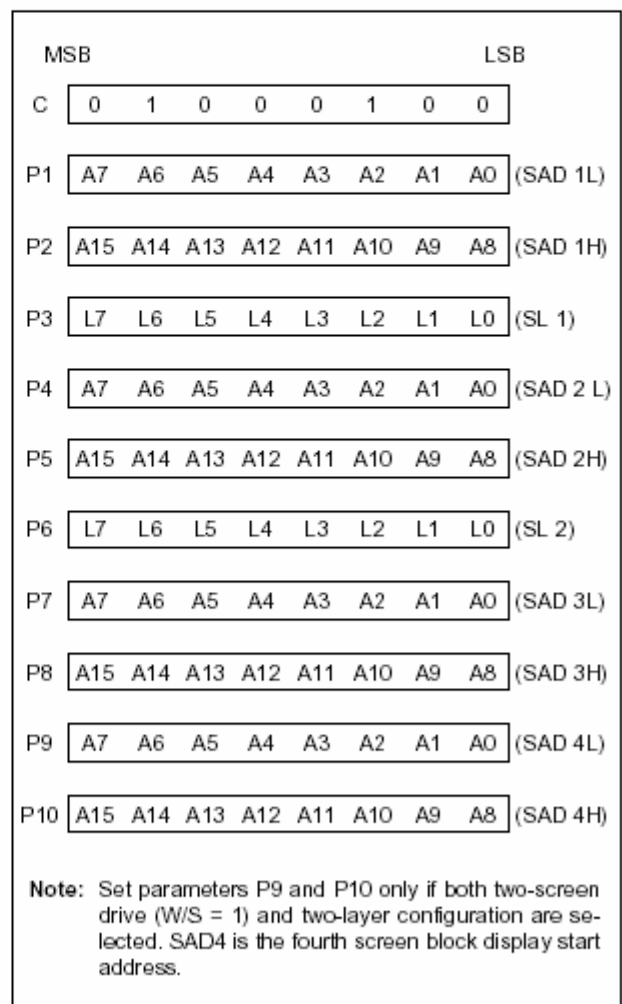 MSB LSB
C 0 1 0 0 0 1 0 0
P1 A7 A6 A5 A4 A3 A2 A1 A0 (SAD 1L)
P2 A15 A14 A13 A12 A11 A10 A9 A8 (SAD 1H)
P3 L7 L6 L5 L4 L3 L2 L1 L0 (SL 1)
P4 A7 A6 A5 A4 A3 A2 A1 A0 (SAD 2 L)
P5 A15 A14 A13 A12 A11 A10 A9 A8 (SAD 2H)
P6 L7 L6 L5 L4 L3 L2 L1 L0 (SL 2)
P7 A7 A6 A5 A4 A3 A2 A1 A0 (SAD 3L)
P8 A15 A14 A13 A12 A11 A10 A9 A8 (SAD 3H)
P9 A7 A6 A5 A4 A3 A2 A1 A0 (SAD 4L)
P10 A15 A14 A13 A12 A11 A10 A9 A8 (SAD 4H)
Note: Set parameters P9 and P10 only if both two-screen
drive (W/S = 1) and two-layer configuration are se-
lected. SAD4 is the fourth screen block display start
address.